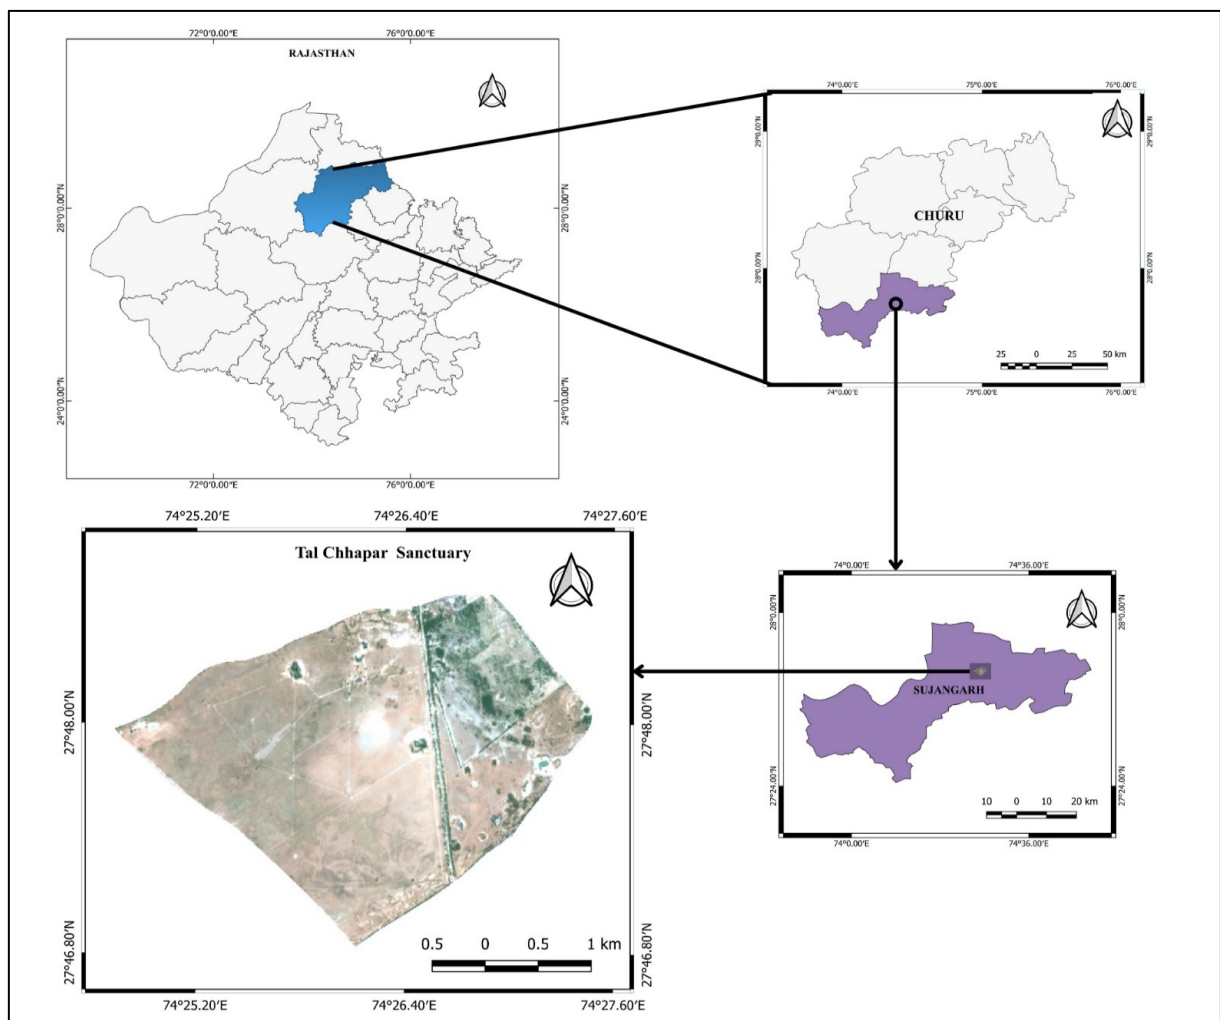 72°0'0.00"E 76°0'0.00"E
RAJASTHAN
28°0'0.00"N 28°0'0.00"N
24°0'0.00"N 24°0'0.00"N
72°0'0.00"E 76°0'0.00"E
74°0.00'E 75°0.00'E 76°0.00'E
29°0.00'N 29°0.00'N
CHURU
28°0.00'N 28°0.00'N
25 0 25 50 km
74°0.00'E 75°0.00'E 76°0.00'E
74°25.20'E 74°26.40'E 74°27.60'E
Tal Chhapar Sanctuary
27°48.00'N 27°48.00'N
27°46.80'N 27°46.80'N
0.5 0 0.5 1 km
74°25.20'E 74°26.40'E 74°27.60'E
74°0.00'E 74°36.00'E
28°0.00'N 28°0.00'N
SUJANGARH
27°24.00'N 27°24.00'N
10 0 10 20 km
74°0.00'E 74°36.00'E